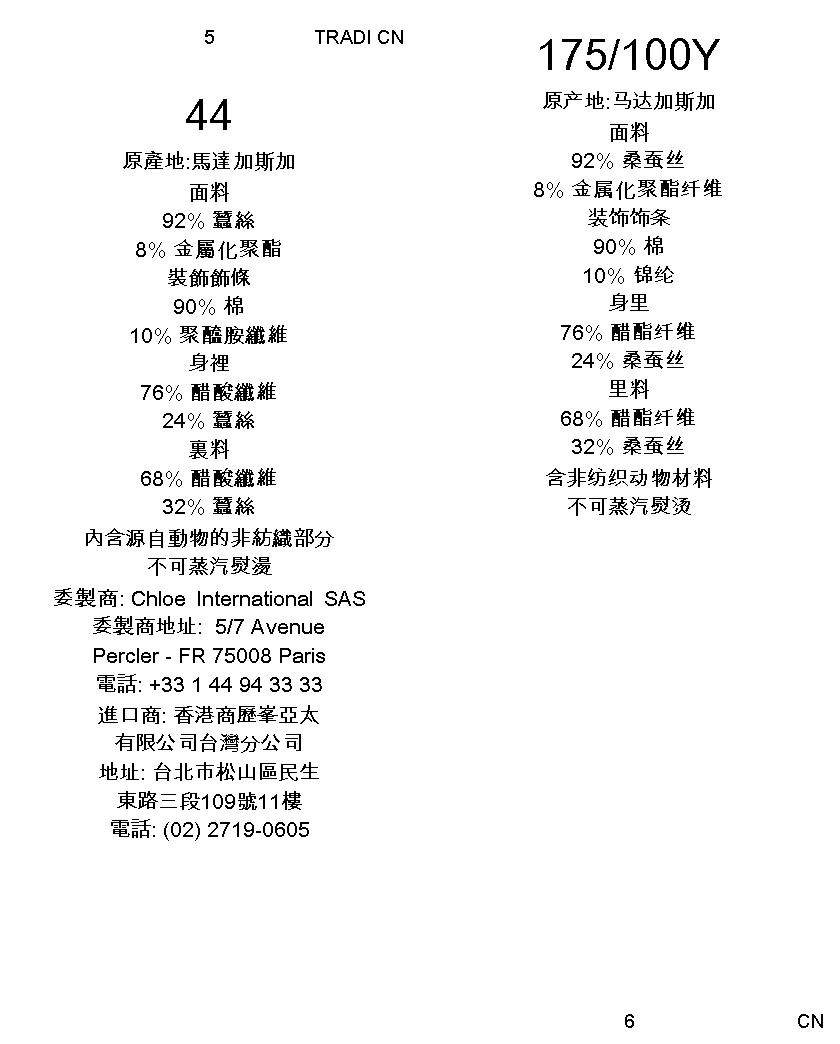 5 TRADI CN
44
原產地:馬達加斯加
面料
92% 蠶絲
8% 金屬化聚酯
裝飾飾條
90% 棉
10% 聚醯胺纖維
身裡
76% 醋酸纖維
24% 蠶絲
裏料
68% 醋酸纖維
32% 蠶絲
內含源自動物的非紡織部分
不可蒸汽熨燙
委製商: Chloe International SAS
委製商地址: 5/7 Avenue
Percler - FR 75008 Paris
電話: +33 1 44 94 33 33
進口商: 香港商歷峯亞太
有限公司台灣分公司
地址: 台北市松山區民生
東路三段109號11樓
電話: (02) 2719-0605
175/100Y
原产地:马达加斯加
面料
92% 桑蚕丝
8% 金属化聚酯纤维
装饰饰条
90% 棉
10% 锦纶
身里
76% 醋酯纤维
24% 桑蚕丝
里料
68% 醋酯纤维
32% 桑蚕丝
含非纺织动物材料
不可蒸汽熨烫
6 CN